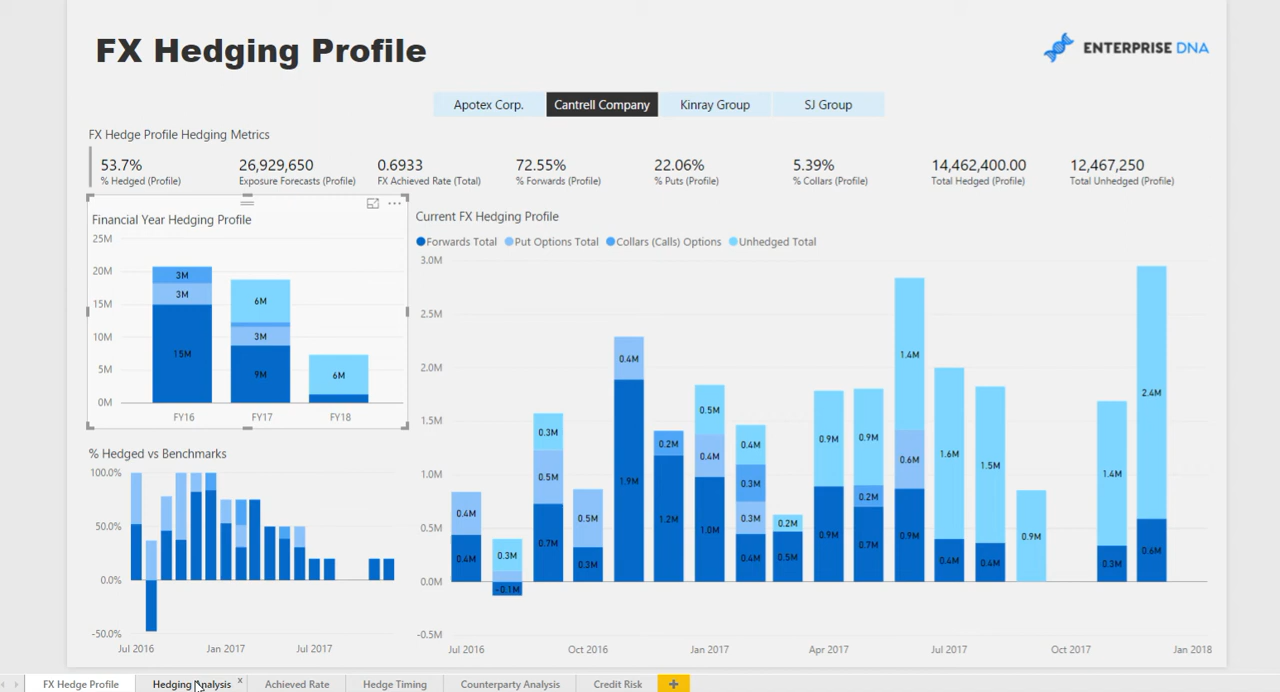 FX Hedging Profile
ENTERPRISE DNA
Apotex Corp. Cantrell Company Kinray Group SJ Group
FX Hedge Profile Hedging Metrics
53.7% 26,929,650 0.6933 72.55% 22.06% 5.39% 14,462,400.00 12,467,250
% Hedged (Profile) Exposure Forecasts (Profile) FX Achieved Rate (Total) % Forwards (Profile) % Puts (Profile) % Collars (Profile) Total Hedged (Profile) Total Unhedged (Profile)
Financial Year Hedging Profile
25M
20M
15M
10M
5M
0M
3M
3M
15M
6M
3M
9M
6M
FY16 FY17 FY18
% Hedged vs Benchmarks
100.0%
50.0%
0.0%
-50.0%
Jul 2016 Jan 2017 Jul 2017
Current FX Hedging Profile
Forwards Total Put Options Total Collars (Calls) Options Unhedged Total
3.0M
2.5M
2.0M
1.5M
1.0M
0.5M
0.0M
-0.5M
0.4M
0.4M
0.3M
-0.1M
0.3M
0.5M
0.7M
0.5M
0.3M
0.4M
1.9M
0.2M
1.2M
0.5M
0.4M
1.0M
0.4M
0.3M
0.3M
0.4M
0.2M
0.5M
0.9M
0.9M
0.9M
0.2M
0.7M
1.4M
0.6M
0.9M
1.6M
0.4M
1.5M
0.4M
0.9M
1.4M
0.3M
2.4M
0.6M
Jul 2016 Oct 2016 Jan 2017 Apr 2017 Jul 2017 Oct 2017 Jan 2018
FX Hedge Profile Hedging Analysis Achieved Rate Hedge Timing Counterparty Analysis Credit Risk